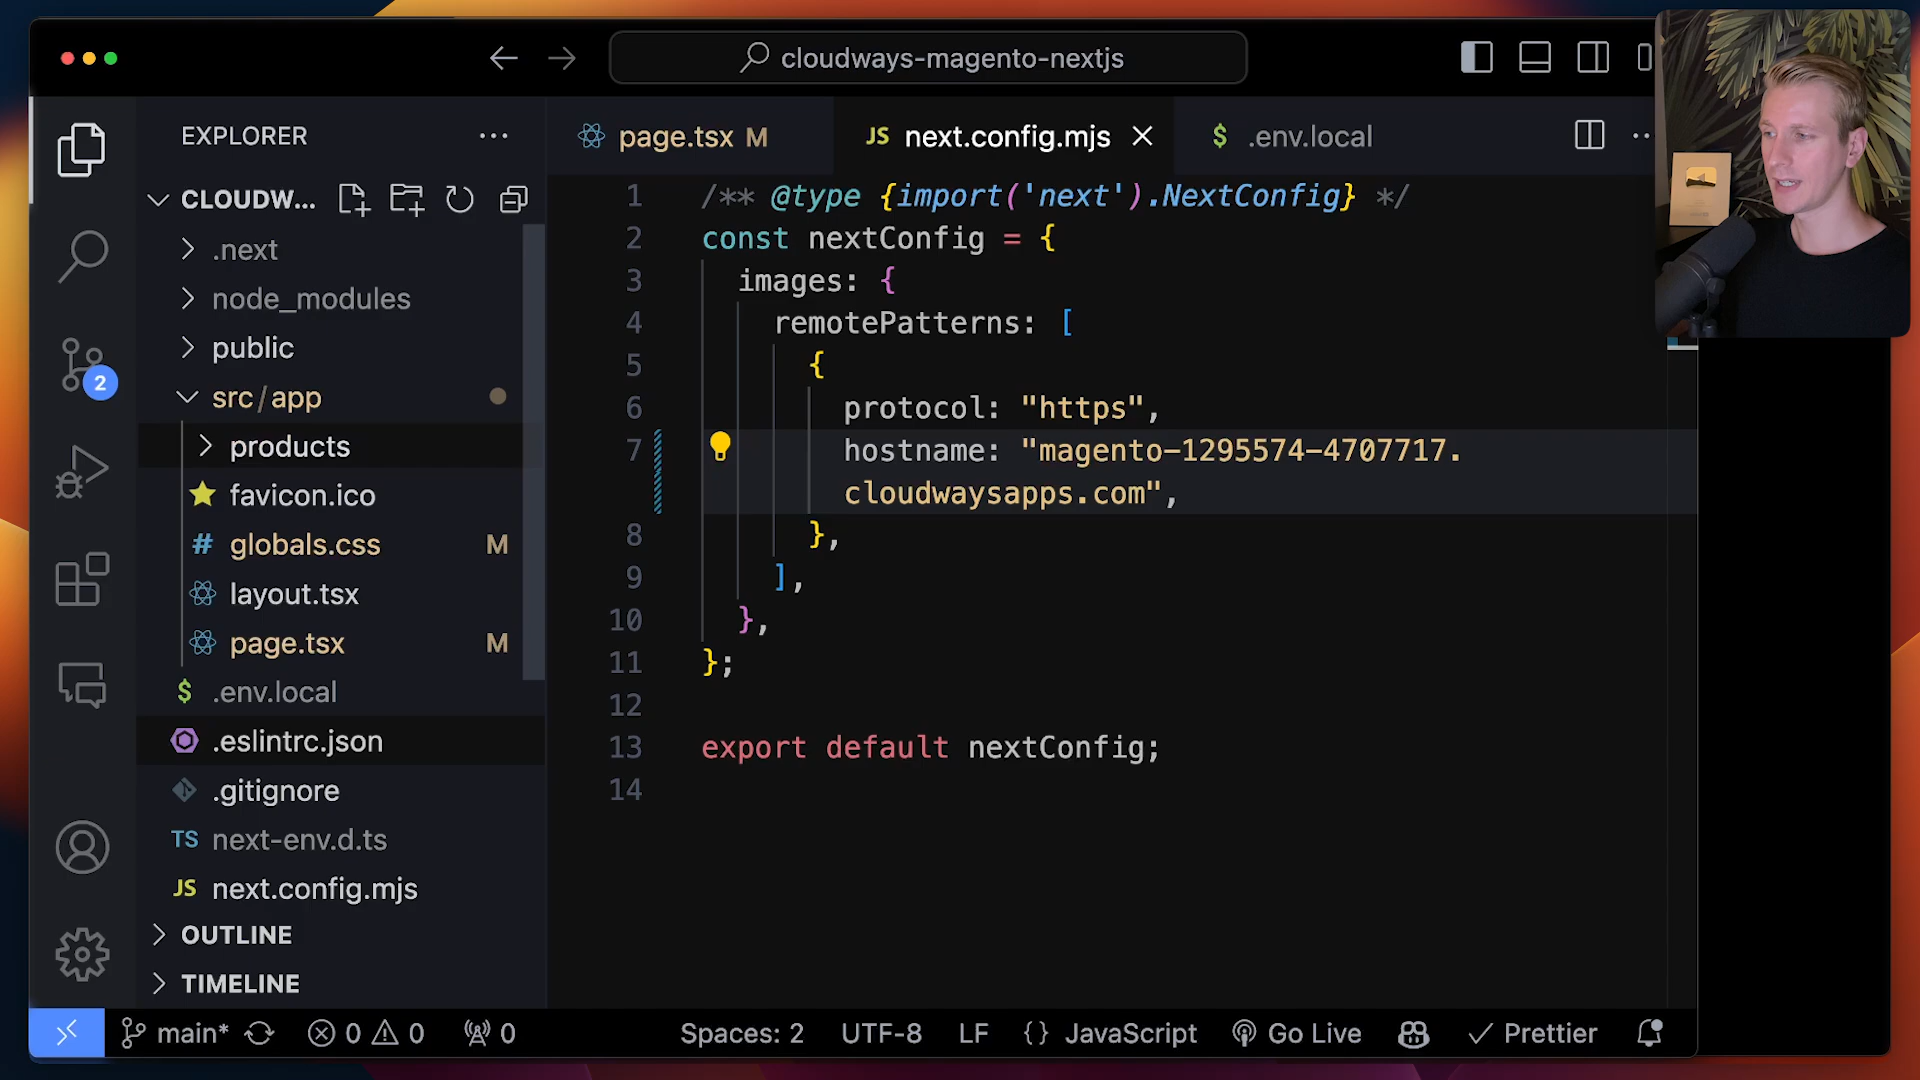 cloudways-magento-nextjs
EXPLORER
page.tsx M
JS next.config.mjs
$ .env.local
CLOUDW...
.next
node_modules
public
src/app
products
favicon.ico
# globals.css M
layout.tsx
page.tsx M
$ .env.local
.eslintrc.json
.gitignore
TS next-env.d.ts
JS next.config.mjs
OUTLINE
TIMELINE
2
1 /** @type {import('next').NextConfig} */
2 const nextConfig = {
3 images: {
4 remotePatterns: [
5 {
6 protocol: "https",
7 hostname: "magento-1295574-4707717.
cloudwaysapps.com",
8 },
9 ],
10 },
11 };
12
13 export default nextConfig;
14
main* 0 0 0 Spaces: 2 UTF-8 LF {} JavaScript Go Live Prettier